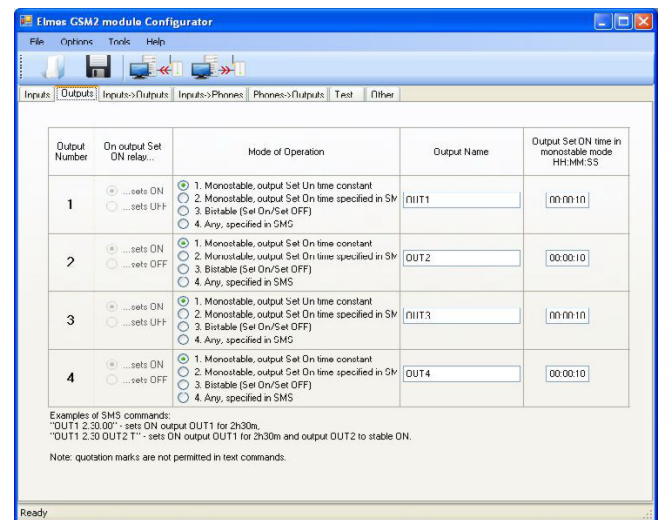 Elmes GSM2 module Configurator
File Options Tools Help
Inputs Outputs Inputs->Outputs Inputs->Phones Phones->Outputs Test Other
Output Number
On output Set ON relay...
Mode of Operation
Output Name
Output Set ON time in monostable mode HH:MM:SS
1
...sets ON
...sets OFF
1. Monostable, output Set On time constant
2. Monostable, output Set On time specified in SM
3. Bistable (Set On/Set OFF)
4. Any, specified in SMS
OUT1
00:00:10
2
...sets ON
...sets OFF
1. Monostable, output Set On time constant
2. Monostable, output Set On time specified in SM
3. Bistable (Set On/Set OFF)
4. Any, specified in SMS
OUT2
00:00:10
3
...sets ON
...sets OFF
1. Monostable, output Set On time constant
2. Monostable, output Set On time specified in SM
3. Bistable (Set On/Set OFF)
4. Any, specified in SMS
OUT3
00:00:10
4
...sets ON
...sets OFF
1. Monostable, output Set On time constant
2. Monostable, output Set On time specified in SM
3. Bistable (Set On/Set OFF)
4. Any, specified in SMS
OUT4
00:00:10
Examples of SMS commands:
"OUT1 2.30.00" - sets ON output OUT1 for 2h30m,
"OUT1 2.30 OUT2 T" - sets ON output OUT1 for 2h30m and output OUT2 to stable ON.
Note: quotation marks are not permitted in text commands.
Ready